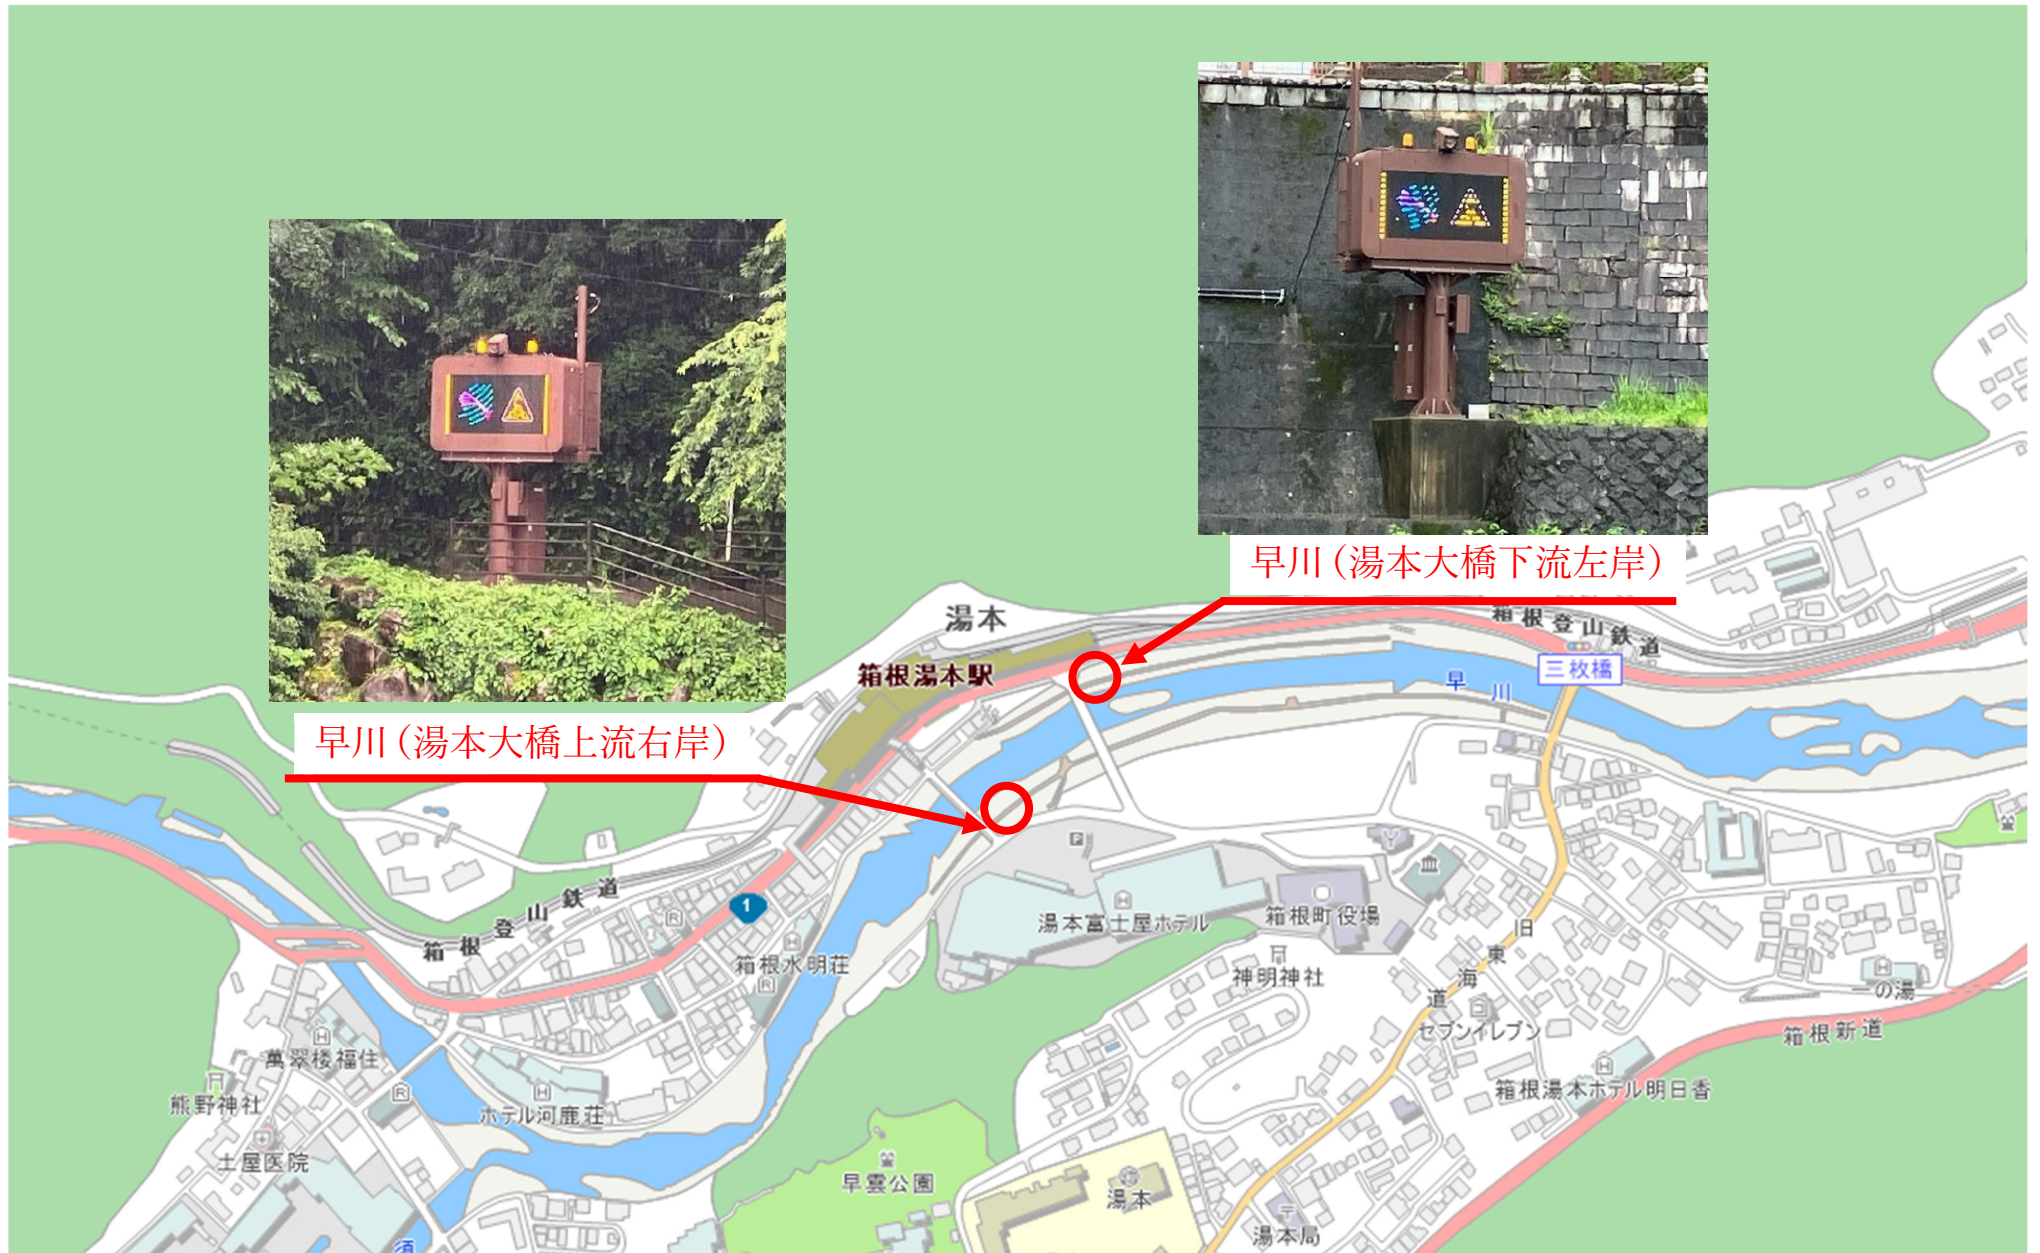 早川（湯本大橋下流左岸）
湯本
箱根登山鉄道
箱根湯本駅
三枚橋
早川
早川（湯本大橋上流右岸）
箱根登山鉄道
1
P
湯本富士屋ホテル
箱根町役場
旧東海道
箱根水明荘
神明神社
一の湯
セブンイレブン
箱根新道
萬翠楼福住
熊野神社
ホテル河鹿荘
箱根湯本ホテル明日香
土屋医院
早雲公園
湯本
湯本局
須